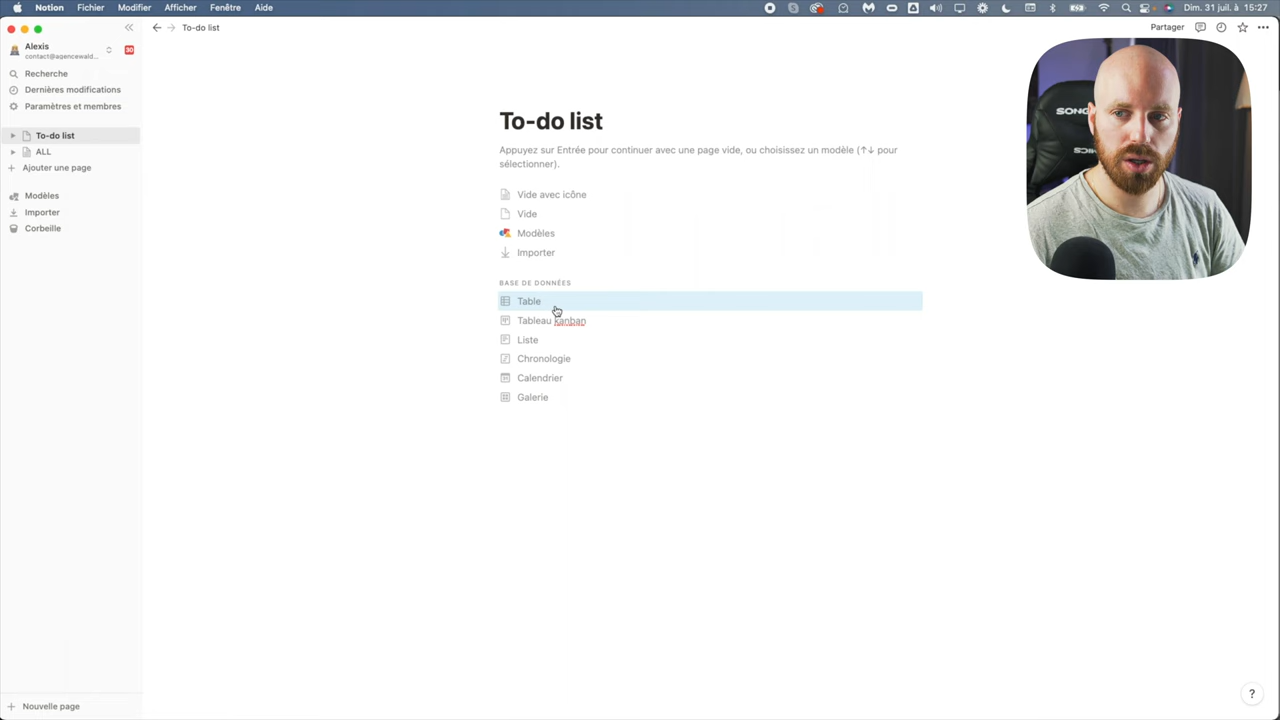 Notion Fichier Modifier Afficher Fenêtre Aide
Dim. 31 juil. à 15:27
To-do list
Partager
Alexis
contact@agencewald...
30
Recherche
Dernières modifications
Paramètres et membres
To-do list
ALL
Ajouter une page
Modèles
Importer
Corbeille
Nouvelle page
To-do list
Appuyez sur Entrée pour continuer avec une page vide, ou choisissez un modèle (↑↓ pour
sélectionner).
Vide avec icône
Vide
Modèles
Importer
BASE DE DONNÉES
Table
Tableau kanban
Liste
Chronologie
Calendrier
Galerie
?